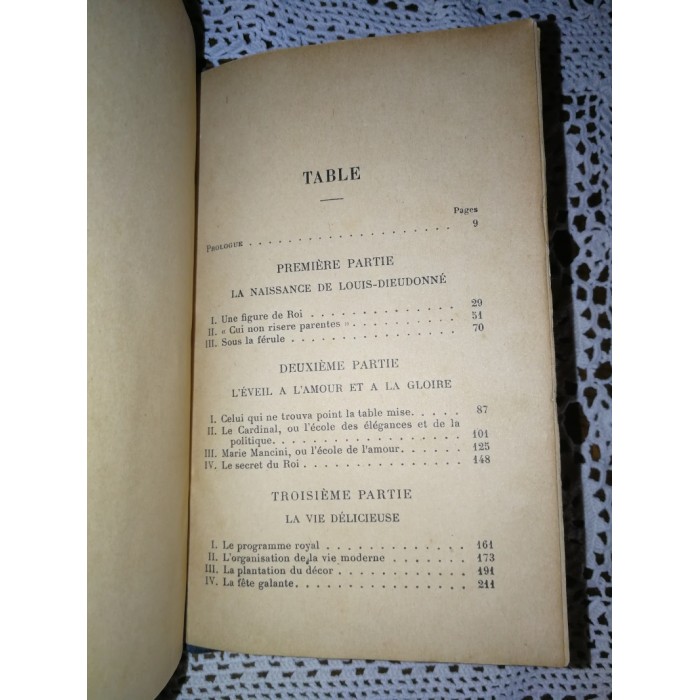 TABLE
Pages
PROLOGUE . . . . . . . . . . . . . . . . . . . . 9
PREMIÈRE PARTIE
LA NAISSANCE DE LOUIS-DIEUDONNÉ
I. Une figure de Roi . . . . . . . . . . . . 29
II. « Cui non risere parentes ». . . . . . . . . 51
III. Sous la férule . . . . . . . . . . . . . . 70
DEUXIÈME PARTIE
L'ÉVEIL A L'AMOUR ET A LA GLOIRE
I. Celui qui ne trouva point la table mise. . . . . 87
II. Le Cardinal, ou l'école des élégances et de la
politique. . . . . . . . . . . . . . . 101
III. Marie Mancini, ou l'école de l'amour. . . . . . 125
IV. Le secret du Roi . . . . . . . . . . . . 148
TROISIÈME PARTIE
LA VIE DÉLICIEUSE
I. Le programme royal . . . . . . . . . . . 161
II. L'organisation de la vie moderne . . . . . . . 173
III. La plantation du décor . . . . . . . . . . 191
IV. La fête galante. . . . . . . . . . . . . 211